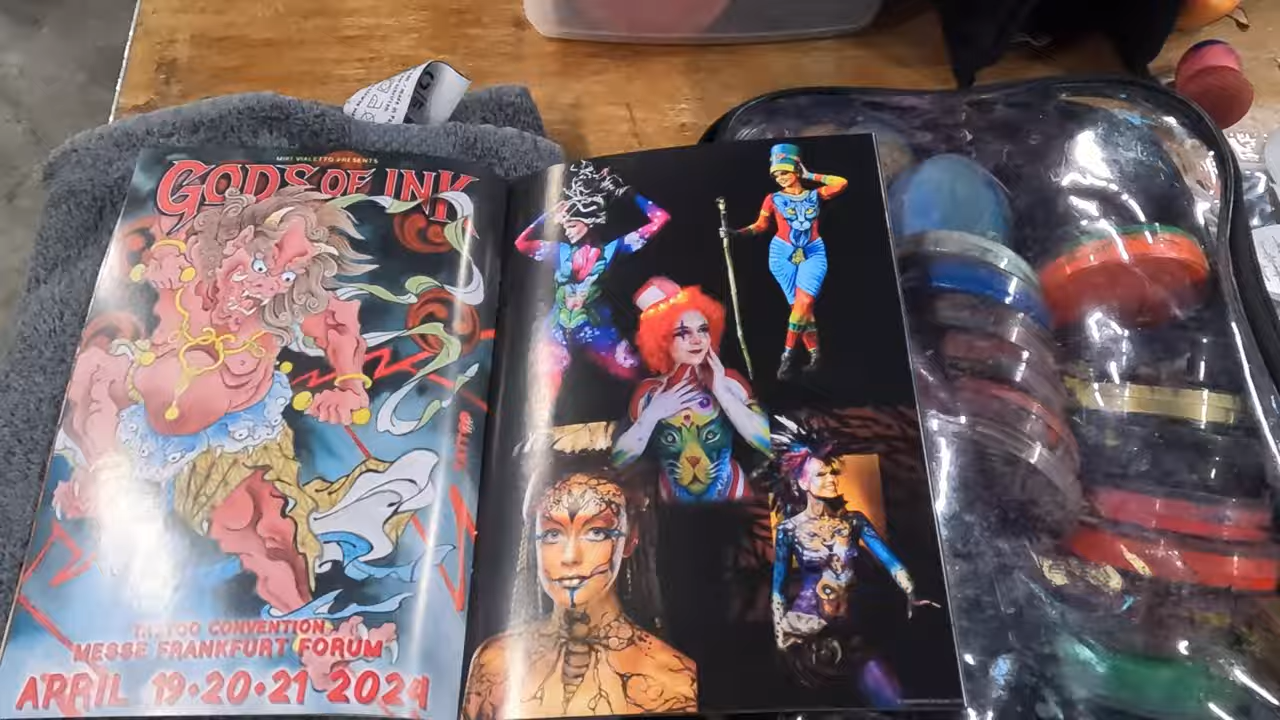 MIKI VIALETTO PRESENTS
GODS OF INK
TATTOO CONVENTION
MESSE FRANKFURT FORUM
APRIL 19•20•21 2024